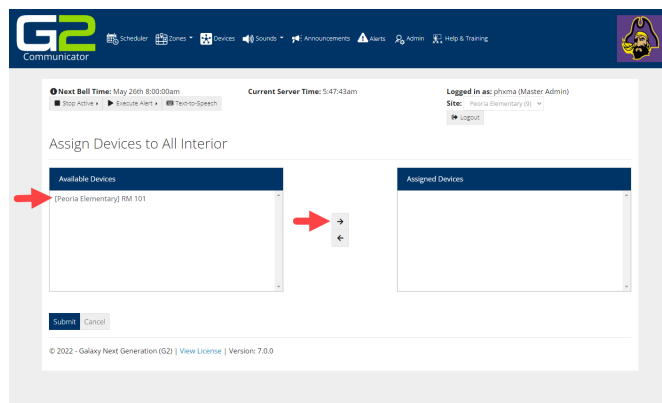 G2
Communicator
Scheduler Zones Devices Sounds Announcements Alerts Admin Help & Training
Next Bell Time: May 26th 8:00:00am Current Server Time: 5:47:43am Logged in as: phxma (Master Admin)
Stop Active Execute Alert Text-to-Speech Site: Peoria Elementary (9)
Logout
Assign Devices to All Interior
Available Devices Assigned Devices
[Peoria Elementary] RM 101
Submit Cancel
© 2022 - Galaxy Next Generation (G2) | View License | Version: 7.0.0